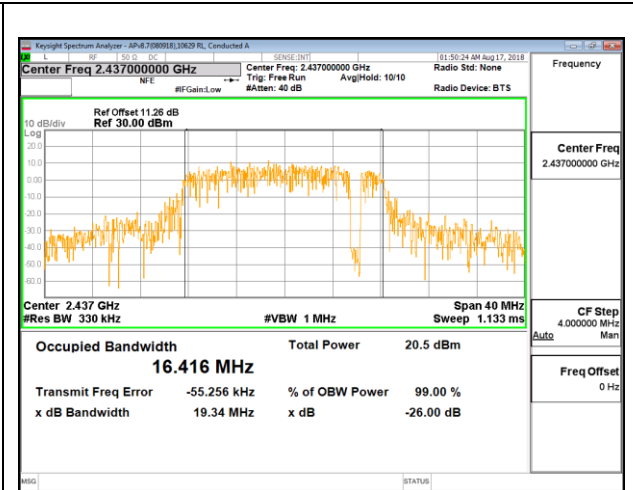 Keysight Spectrum Analyzer - APv8.7(080918),10629 RL, Conducted A
L RF 50 Ω DC SENSE:INT 01:50:24 AM Aug 17, 2018
Center Freq 2.437000000 GHz
NFE
#IFGain:Low
Center Freq: 2.437000000 GHz
Trig: Free Run Avg|Hold: 10/10
#Atten: 40 dB
Radio Std: None
Radio Device: BTS
Frequency
Ref Offset 11.26 dB
10 dB/div Ref 30.00 dBm
Log
20.0
10.0
0.00
-10.0
-20.0
-30.0
-40.0
-50.0
-60.0
Center 2.437 GHz Span 40 MHz
#Res BW 330 kHz #VBW 1 MHz Sweep 1.133 ms
Occupied Bandwidth Total Power 20.5 dBm
16.416 MHz
Transmit Freq Error -55.256 kHz % of OBW Power 99.00 %
x dB Bandwidth 19.34 MHz x dB -26.00 dB
Center Freq
2.437000000 GHz
CF Step
4.000000 MHz
Auto Man
Freq Offset
0 Hz
MSG STATUS